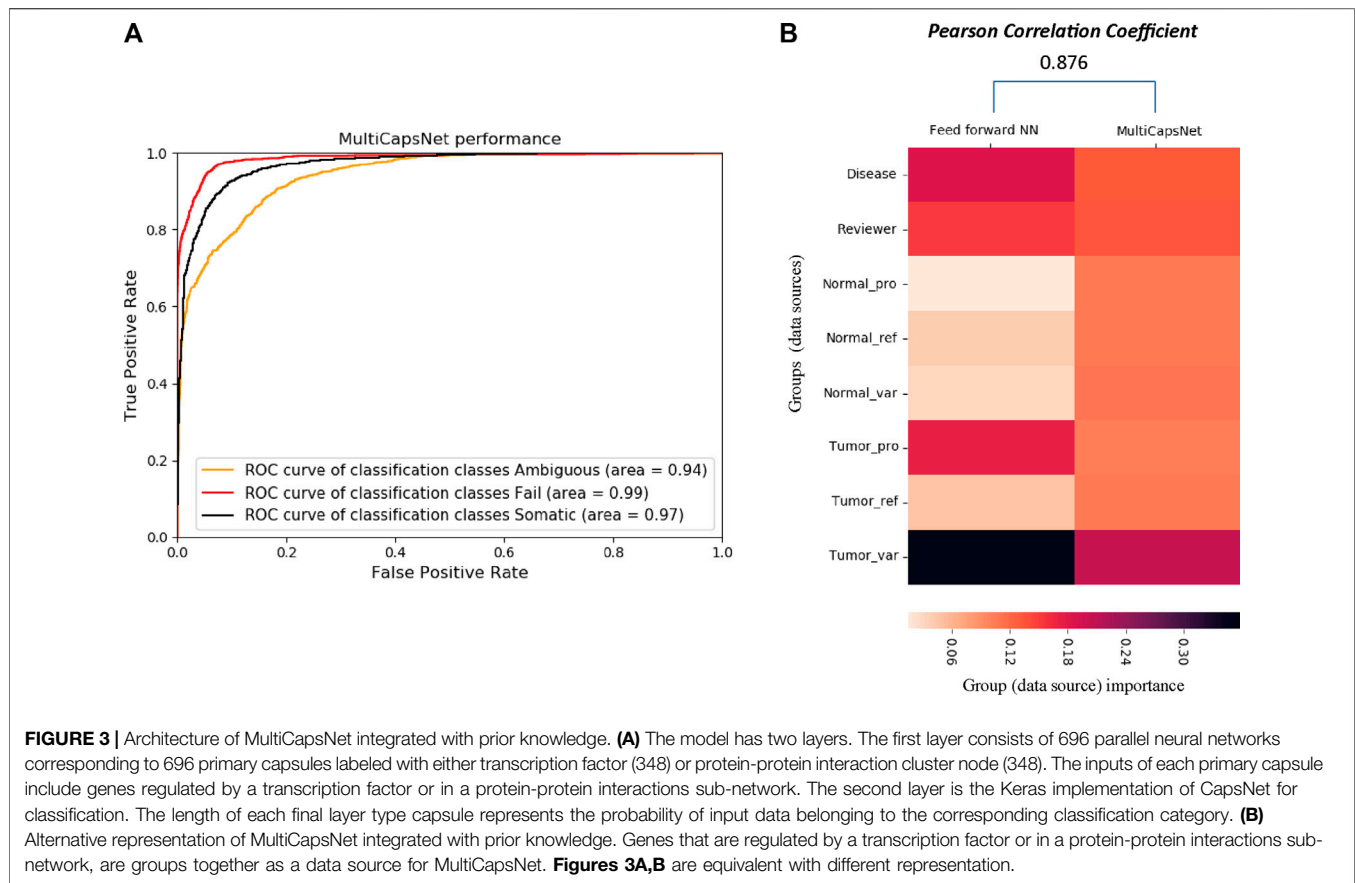 A
MultiCapsNet performance
1.0
0.8
0.6
0.4
0.2
0.0
True Positive Rate
ROC curve of classification classes Ambiguous (area = 0.94)
ROC curve of classification classes Fail (area = 0.99)
ROC curve of classification classes Somatic (area = 0.97)
0.0 0.2 0.4 0.6 0.8 1.0
False Positive Rate
B
Pearson Correlation Coefficient
0.876
Feed forward NN MultiCapsNet
Groups (data sources)
Disease
Reviewer
Normal_pro
Normal_ref
Normal_var
Tumor_pro
Tumor_ref
Tumor_var
0.06 0.12 0.18 0.24 0.30
Group (data source) importance
FIGURE 3 | Architecture of MultiCapsNet integrated with prior knowledge. (A) The model has two layers. The first layer consists of 696 parallel neural networks
corresponding to 696 primary capsules labeled with either transcription factor (348) or protein-protein interaction cluster node (348). The inputs of each primary capsule
include genes regulated by a transcription factor or in a protein-protein interactions sub-network. The second layer is the Keras implementation of CapsNet for
classification. The length of each final layer type capsule represents the probability of input data belonging to the corresponding classification category. (B)
Alternative representation of MultiCapsNet integrated with prior knowledge. Genes that are regulated by a transcription factor or in a protein-protein interactions sub-
network, are groups together as a data source for MultiCapsNet. Figures 3A,B are equivalent with different representation.